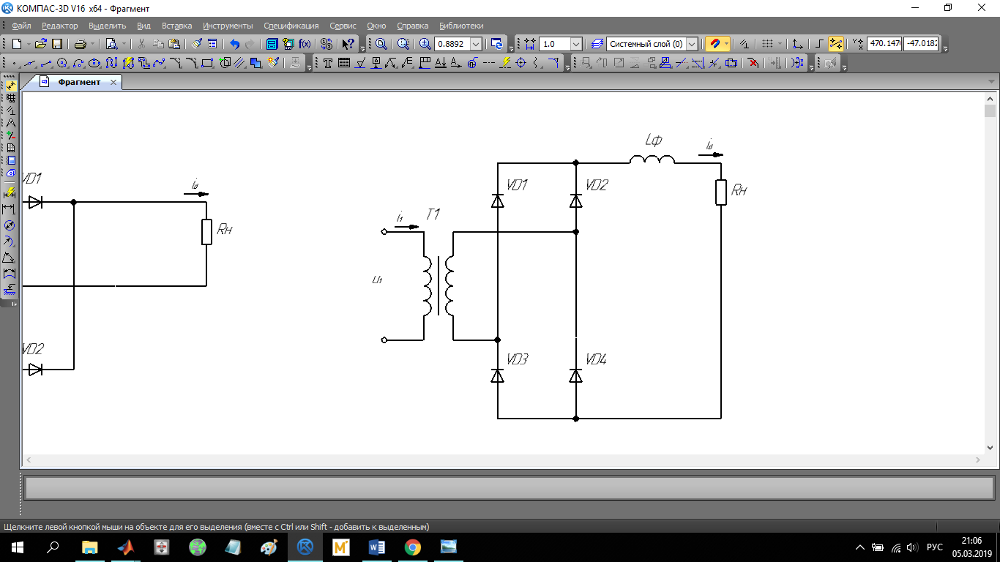 КОМПАС-3D V16 x64 - Фрагмент
Файл Редактор Выделить Вид Вставка Инструменты Спецификация Сервис Окно Справка Библиотеки
0.8892 1.0 Системный слой (0) 470.1470 -47.0182
Фрагмент
Lф
id
VD1 VD2
Rн
VD1
id
Rн
i1
T1
u1
VD2
VD3 VD4
Щелкните левой кнопкой мыши на объекте для его выделения (вместе с Ctrl или Shift - добавить к выделенным)
РУС
21:06
05.03.2019